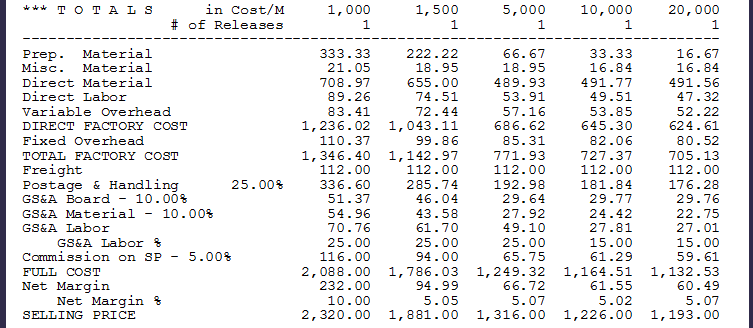 *** T O T A L S in Cost/M 1,000 1,500 5,000 10,000 20,000
# of Releases 1 1 1 1 1
Prep. Material 333.33 222.22 66.67 33.33 16.67
Misc. Material 21.05 18.95 18.95 16.84 16.84
Direct Material 708.97 655.00 489.93 491.77 491.56
Direct Labor 89.26 74.51 53.91 49.51 47.32
Variable Overhead 83.41 72.44 57.16 53.85 52.22
DIRECT FACTORY COST 1,236.02 1,043.11 686.62 645.30 624.61
Fixed Overhead 110.37 99.86 85.31 82.06 80.52
TOTAL FACTORY COST 1,346.40 1,142.97 771.93 727.37 705.13
Freight 112.00 112.00 112.00 112.00 112.00
Postage & Handling 25.00% 336.60 285.74 192.98 181.84 176.28
GS&A Board - 10.00% 51.37 46.04 29.64 29.77 29.76
GS&A Material - 10.00% 54.96 43.58 27.92 24.42 22.75
GS&A Labor 70.76 61.70 49.10 27.81 27.01
GS&A Labor % 25.00 25.00 25.00 15.00 15.00
Commission on SP - 5.00% 116.00 94.00 65.75 61.29 59.61
FULL COST 2,088.00 1,786.03 1,249.32 1,164.51 1,132.53
Net Margin 232.00 94.99 66.72 61.55 60.49
Net Margin % 10.00 5.05 5.07 5.02 5.07
SELLING PRICE 2,320.00 1,881.00 1,316.00 1,226.00 1,193.00